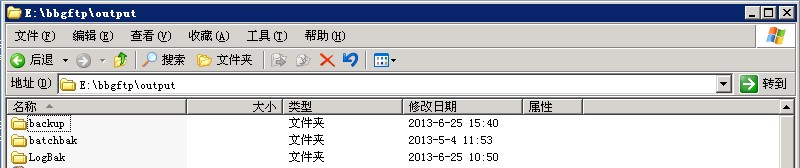 E:\bbgftp\output
文件(F) 编辑(E) 查看(V) 收藏(A) 工具(T) 帮助(H)
后退 搜索 文件夹
地址(D) E:\bbgftp\output 转到
名称 大小 类型 修改日期 属性
backup 文件夹 2013-6-25 15:40
batchbak 文件夹 2013-5-4 11:53
LogBak 文件夹 2013-6-25 10:50